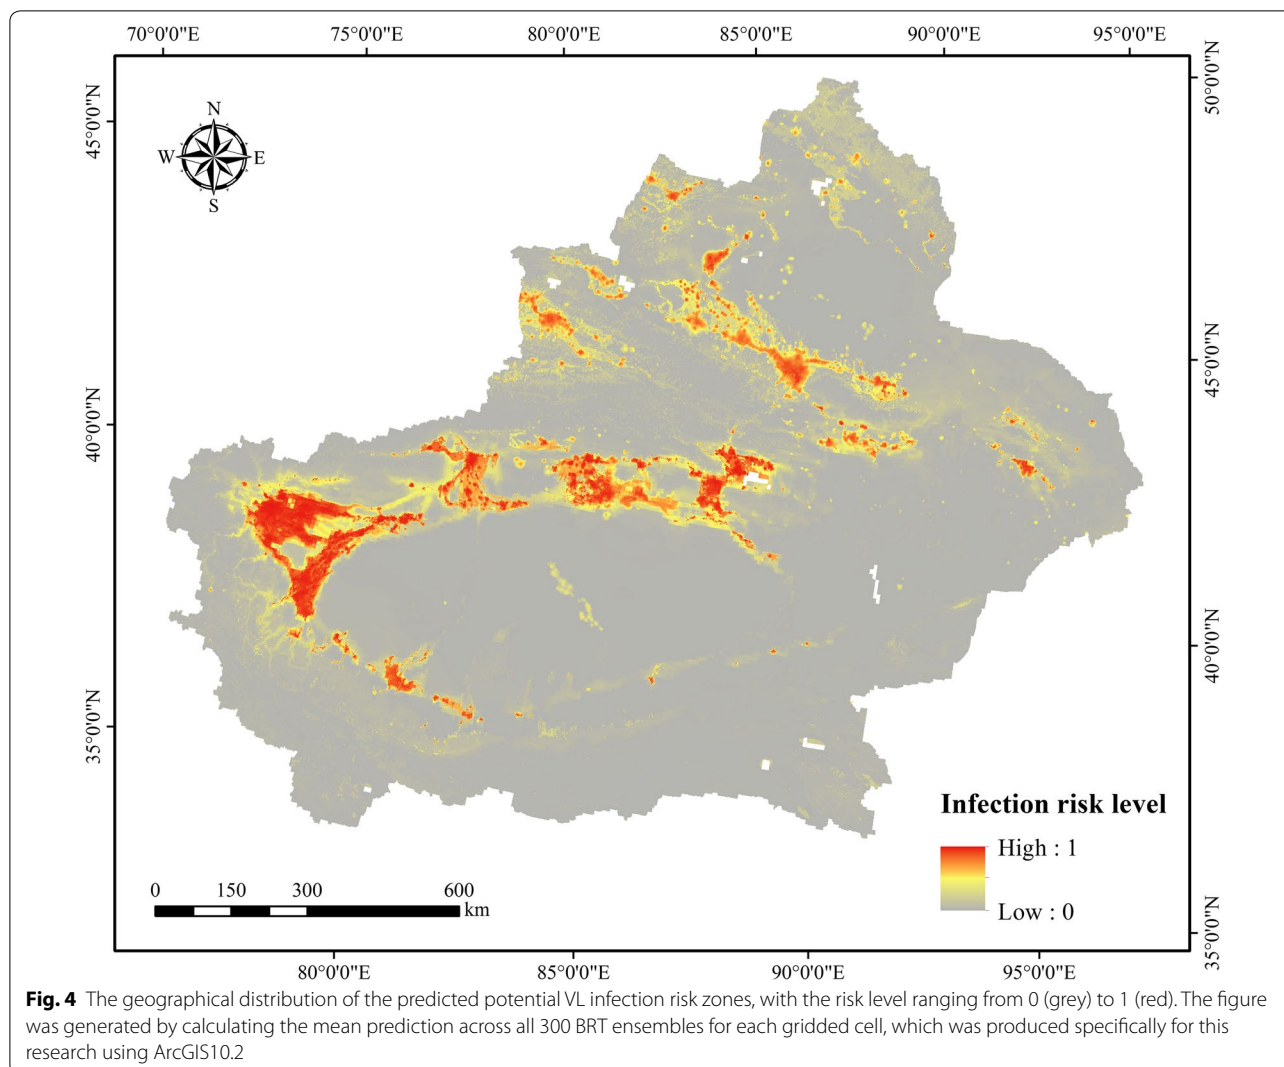 70°0'0"E 75°0'0"E 80°0'0"E 85°0'0"E 90°0'0"E 95°0'0"E
50°0'0"N
45°0'0"N
N
W E
S
45°0'0"N
40°0'0"N
40°0'0"N
35°0'0"N
Infection risk level
High : 1
Low : 0
0 150 300 600
km
35°0'0"N
80°0'0"E 85°0'0"E 90°0'0"E 95°0'0"E
Fig. 4 The geographical distribution of the predicted potential VL infection risk zones, with the risk level ranging from 0 (grey) to 1 (red). The figure
was generated by calculating the mean prediction across all 300 BRT ensembles for each gridded cell, which was produced specifically for this
research using ArcGIS10.2